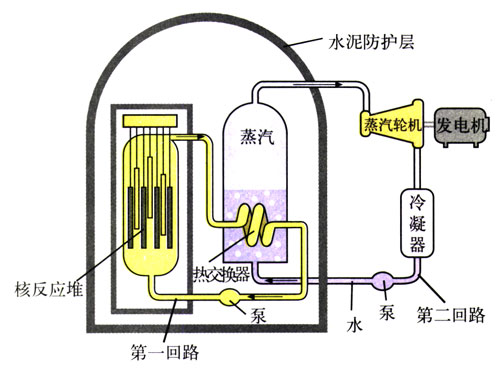 水泥防护层
蒸汽
蒸汽轮机
发电机
冷凝器
热交换器
核反应堆
泵
水
泵
第一回路
第二回路